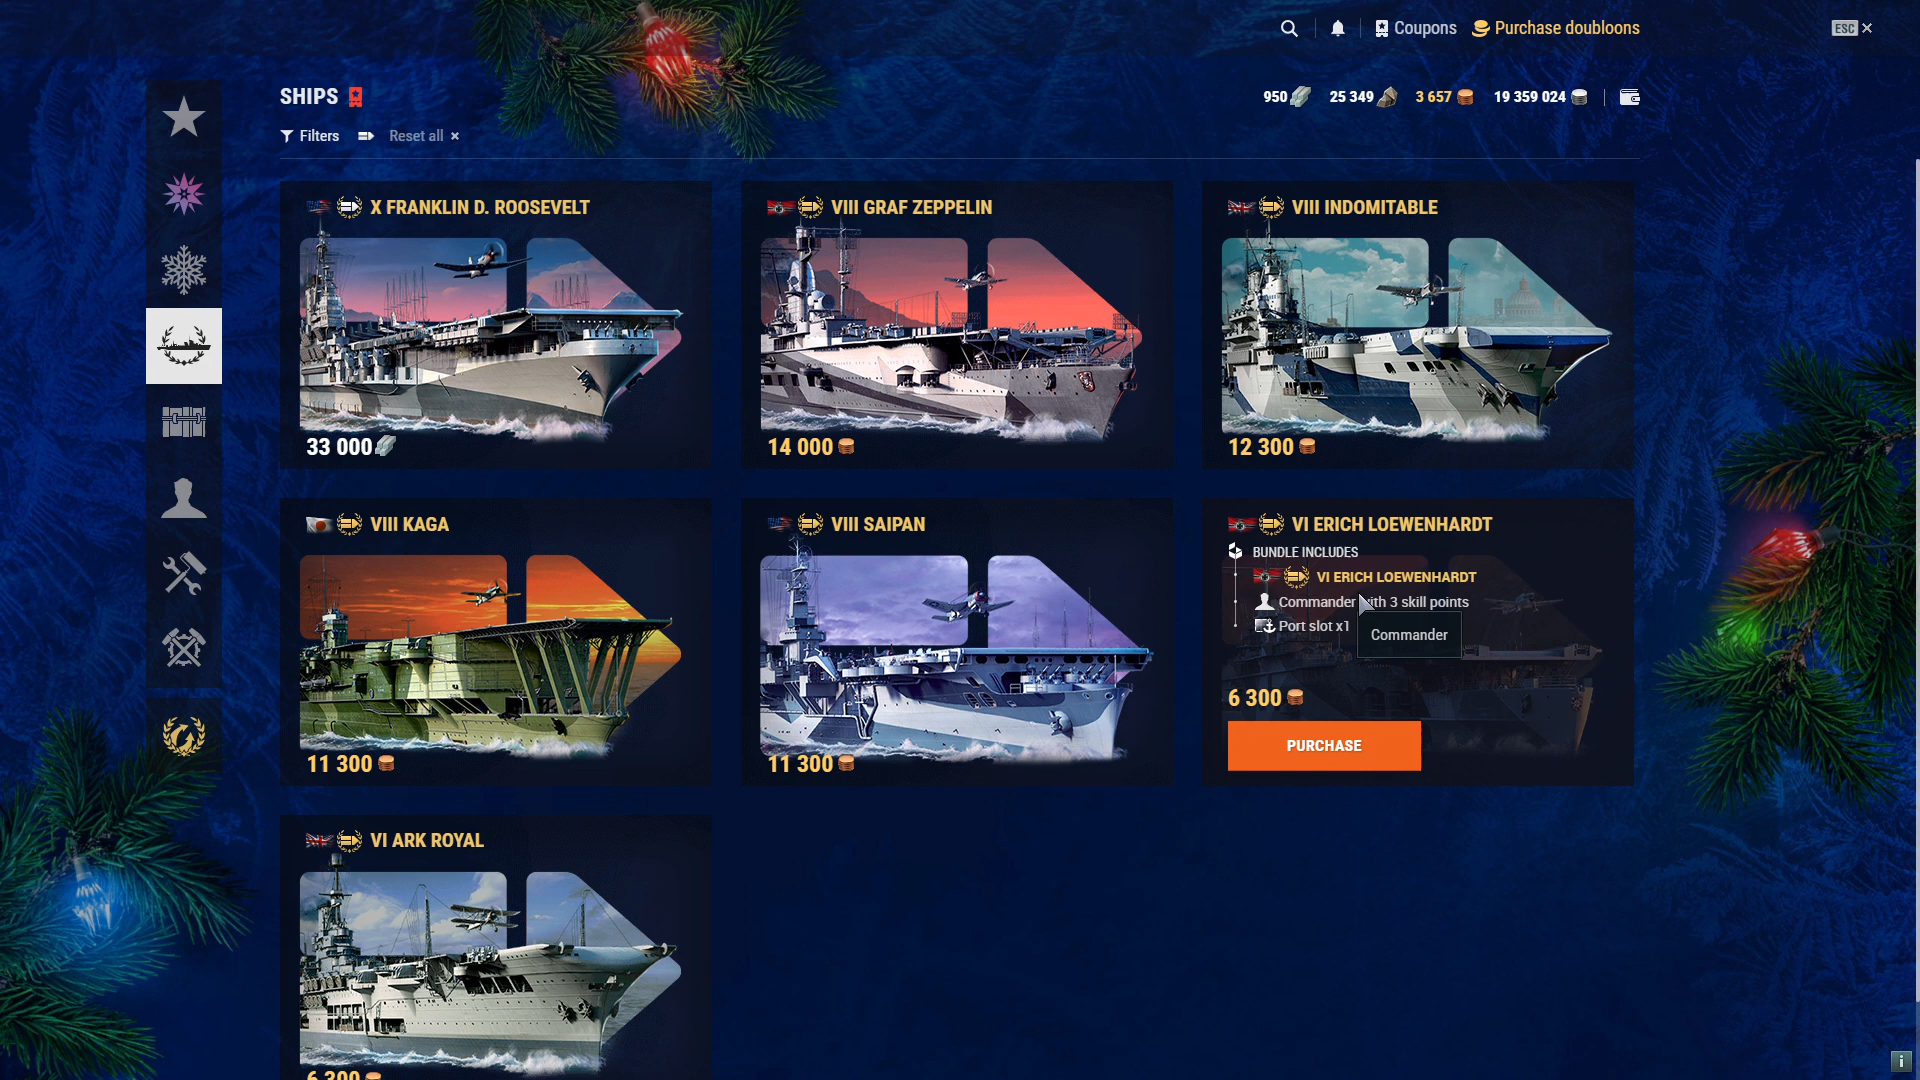 Coupons
Purchase doubloons
ESC
SHIPS
950
25 349
3 657
19 359 024
Filters
Reset all
X FRANKLIN D. ROOSEVELT
33 000
VIII GRAF ZEPPELIN
14 000
VIII INDOMITABLE
12 300
VIII KAGA
11 300
VIII SAIPAN
11 300
VI ERICH LOEWENHARDT
BUNDLE INCLUDES
VI ERICH LOEWENHARDT
Commander with 3 skill points
Port slot x1
Commander
6 300
PURCHASE
VI ARK ROYAL
6 300
i